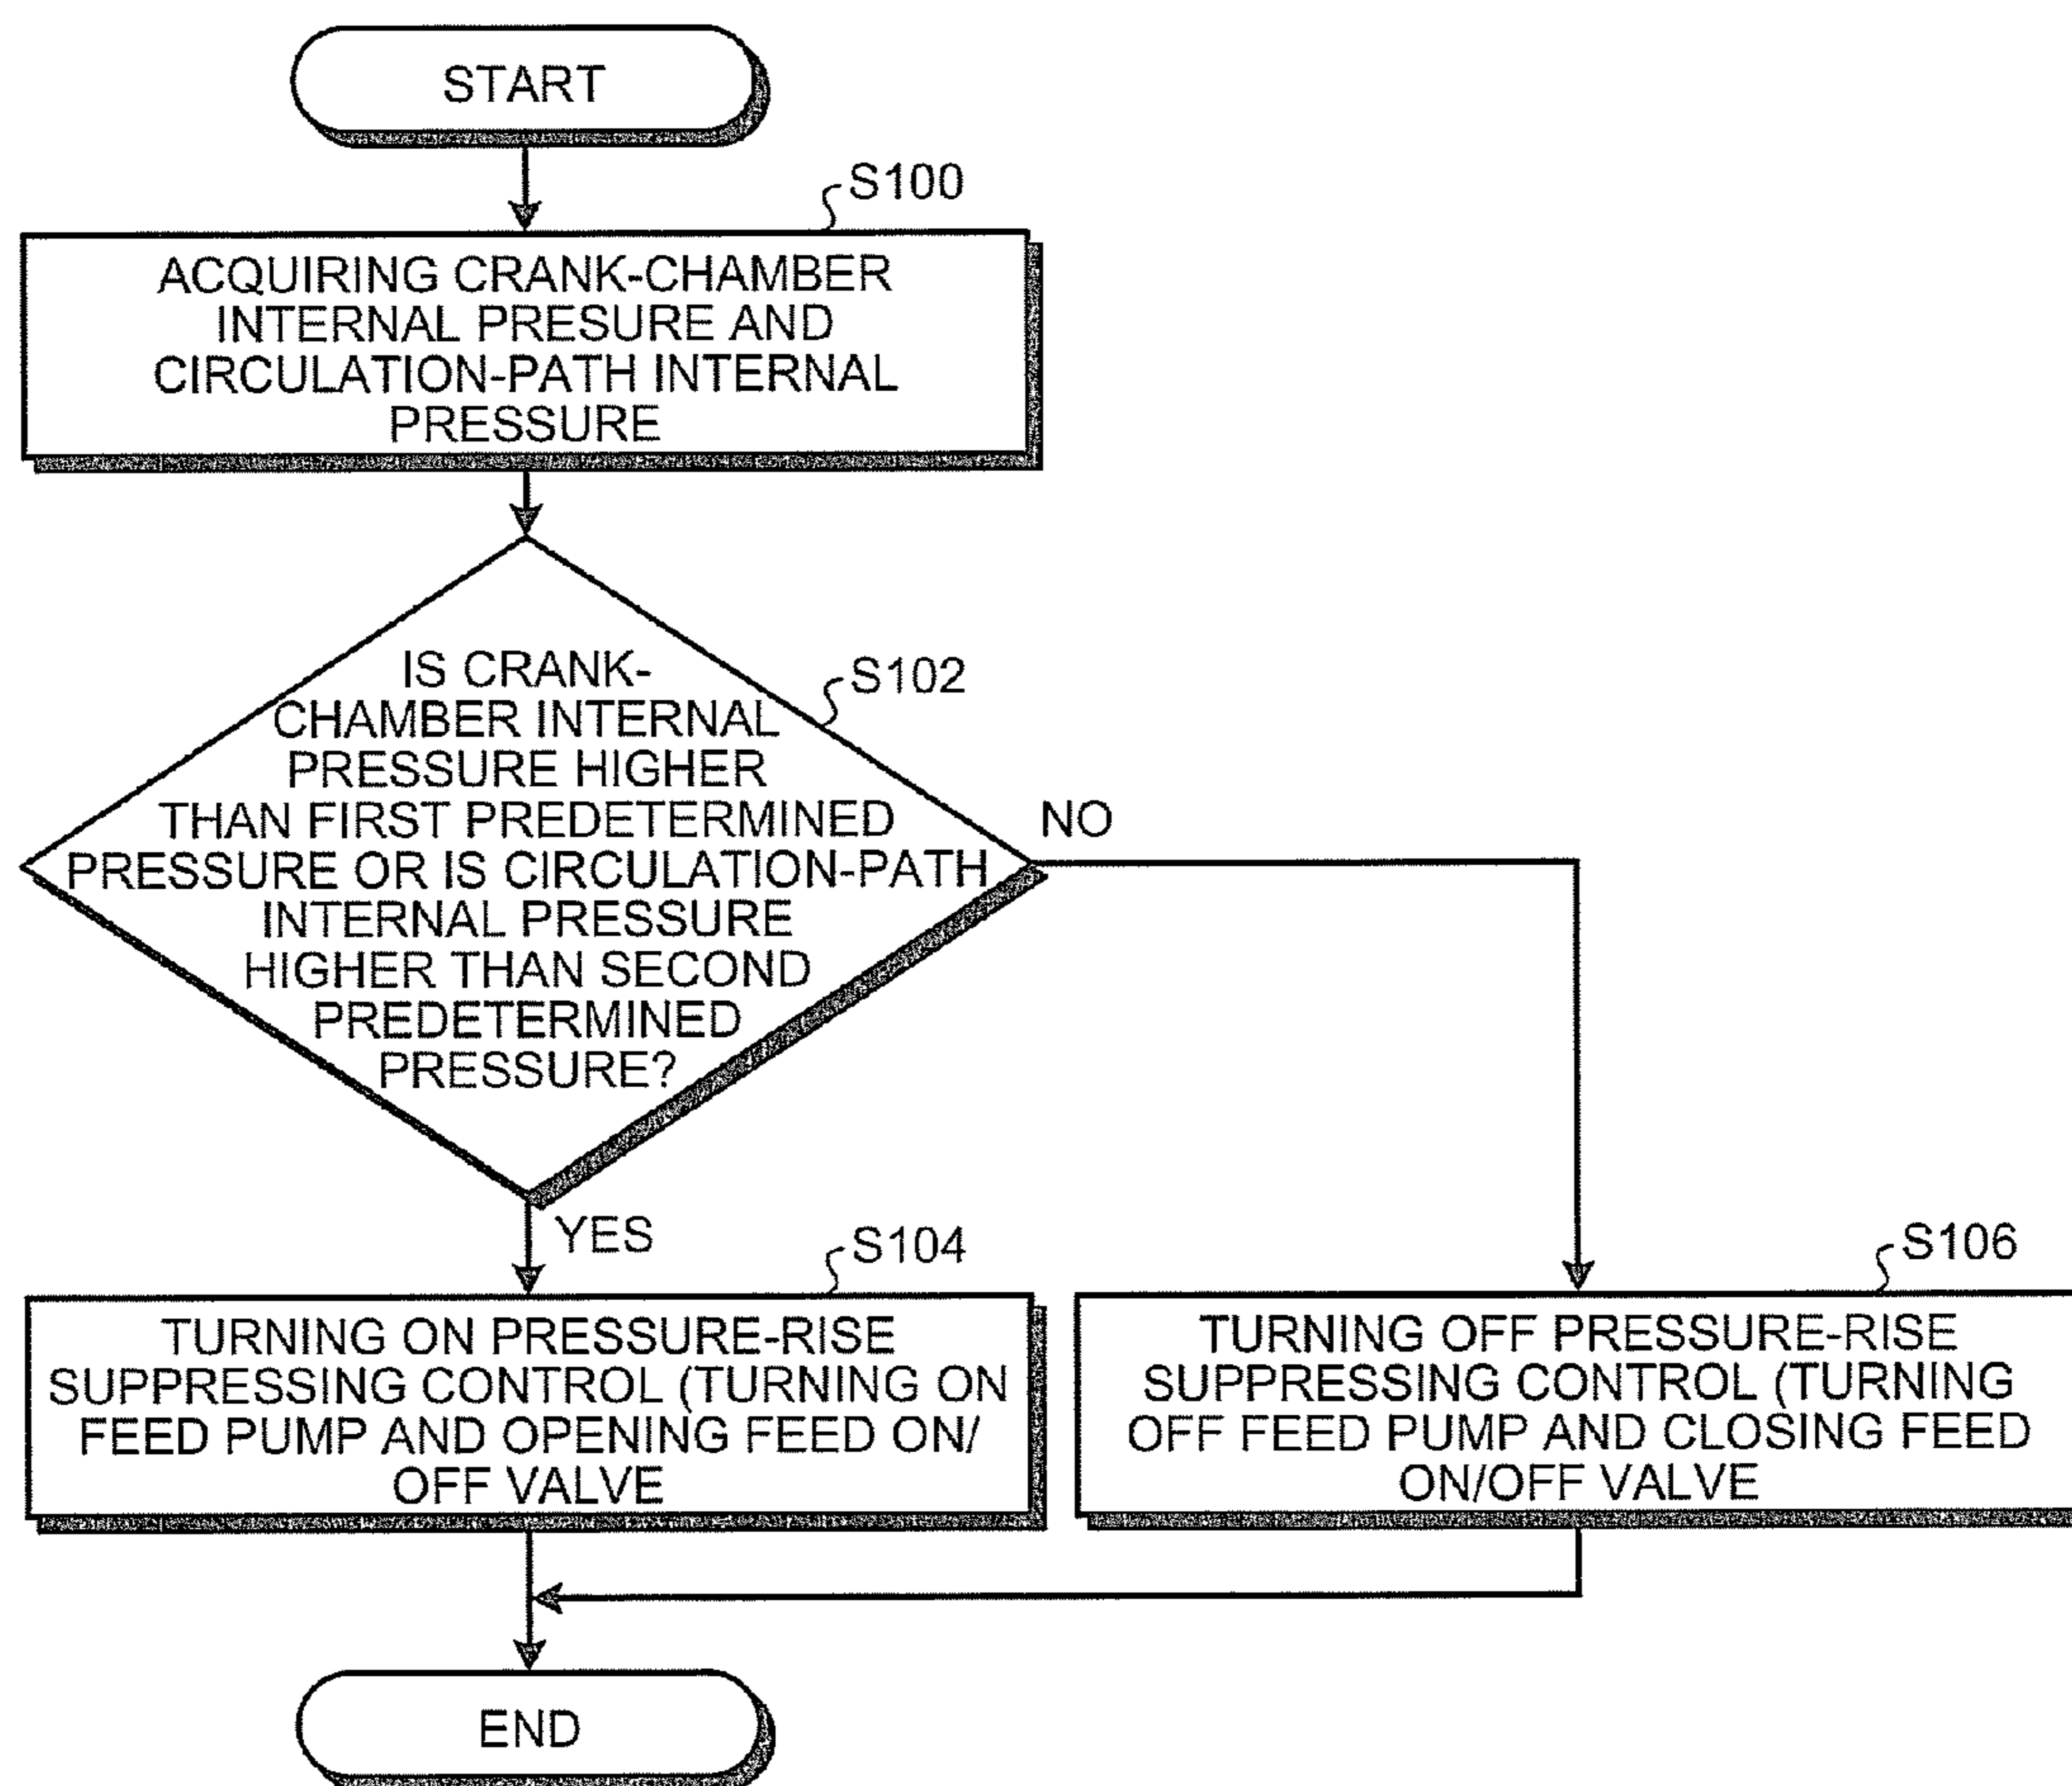 START
S100
ACQUIRING CRANK-CHAMBER
INTERNAL PRESURE AND
CIRCULATION-PATH INTERNAL
PRESSURE
S102
IS CRANK-
CHAMBER INTERNAL
PRESSURE HIGHER
THAN FIRST PREDETERMINED
PRESSURE OR IS CIRCULATION-PATH
INTERNAL PRESSURE
HIGHER THAN SECOND
PREDETERMINED
PRESSURE?
NO
YES
S104
TURNING ON PRESSURE-RISE
SUPPRESSING CONTROL (TURNING ON
FEED PUMP AND OPENING FEED ON/
OFF VALVE
S106
TURNING OFF PRESSURE-RISE
SUPPRESSING CONTROL (TURNING
OFF FEED PUMP AND CLOSING FEED
ON/OFF VALVE
END